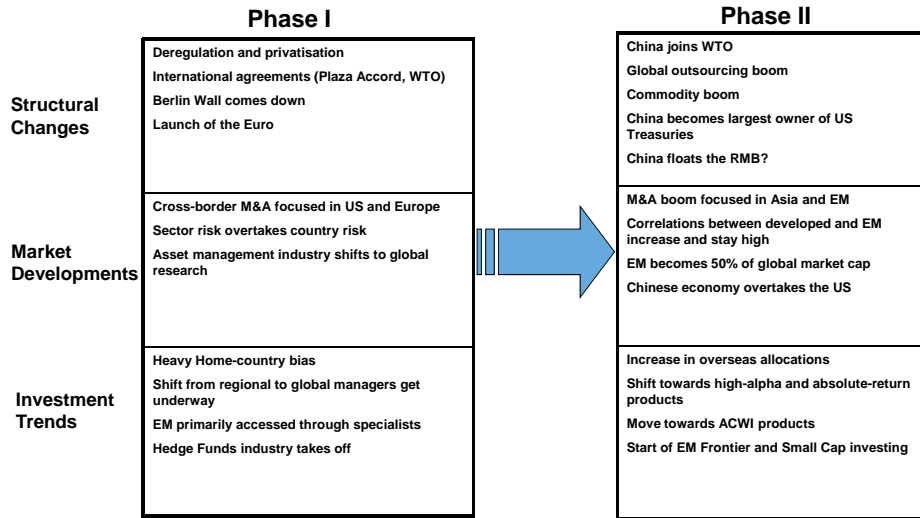 Phase I
Structural
Changes
Deregulation and privatisation
International agreements (Plaza Accord, WTO)
Berlin Wall comes down
Launch of the Euro
Market
Developments
Cross-border M&A focused in US and Europe
Sector risk overtakes country risk
Asset management industry shifts to global
research
Investment
Trends
Heavy Home-country bias
Shift from regional to global managers get
underway
EM primarily accessed through specialists
Hedge Funds industry takes off
Phase II
China joins WTO
Global outsourcing boom
Commodity boom
China becomes largest owner of US
Treasuries
China floats the RMB?
M&A boom focused in Asia and EM
Correlations between developed and EM
increase and stay high
EM becomes 50% of global market cap
Chinese economy overtakes the US
Increase in overseas allocations
Shift towards high-alpha and absolute-return
products
Move towards ACWI products
Start of EM Frontier and Small Cap investing